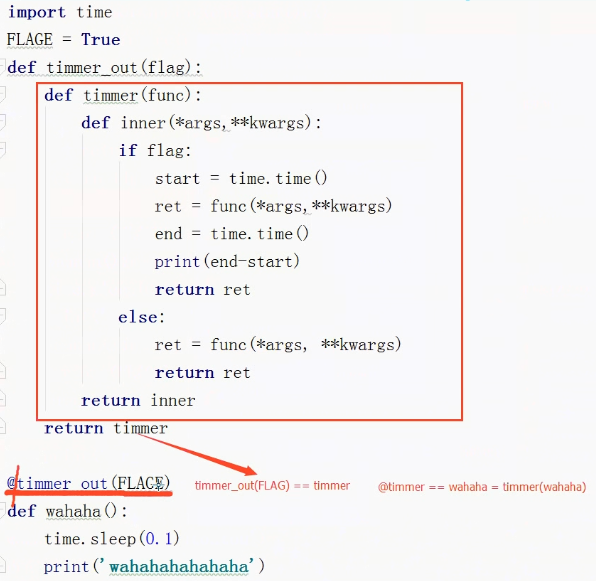 import time
FLAGE = True
def timmer_out(flag):
    def timmer(func):
        def inner(*args,**kwargs):
            if flag:
                start = time.time()
                ret = func(*args,**kwargs)
                end = time.time()
                print(end-start)
                return ret
            else:
                ret = func(*args, **kwargs)
                return ret
        return inner
    return timmer
@timmer_out(FLAGE) timmer_out(FLAG) == timmer @timmer == wahaha = timmer(wahaha)
def wahaha():
    time.sleep(0.1)
    print('wahahahahahaha')